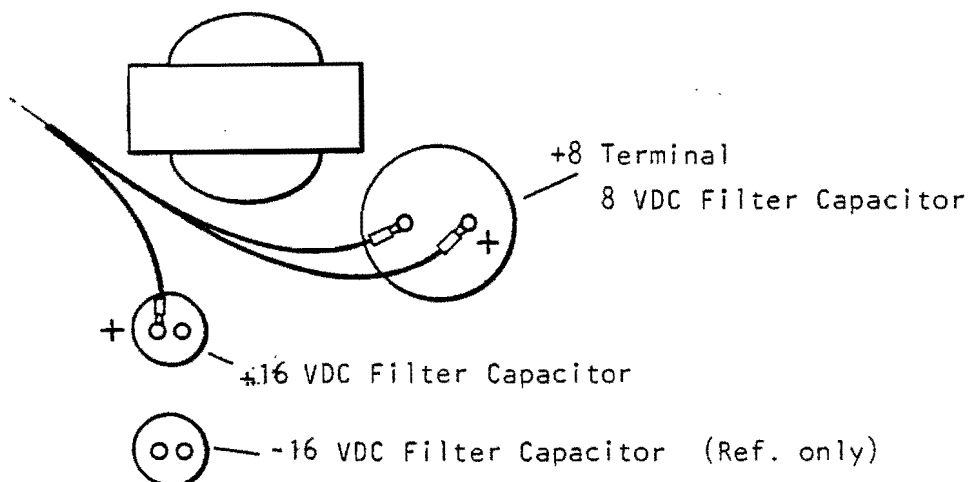 +8 Terminal
8 VDC Filter Capacitor
+
+
+16 VDC Filter Capacitor
-16 VDC Filter Capacitor (Ref. only)